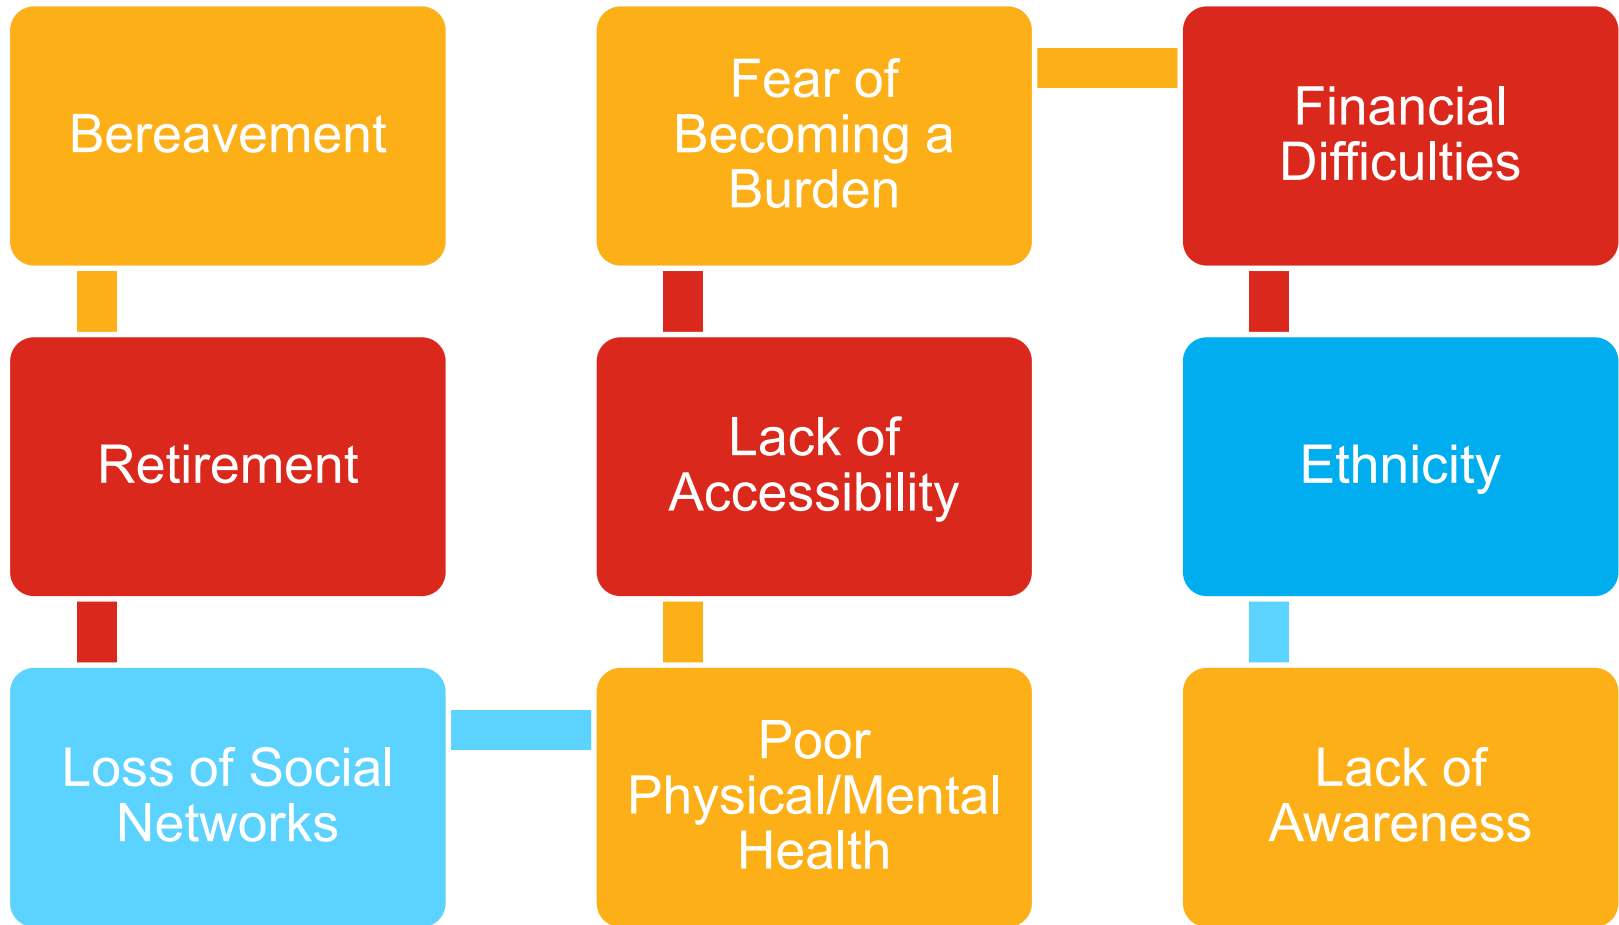 Bereavement
Retirement
Loss of Social
Networks
Poor
Physical/Mental
Health
Lack of
Accessibility
Fear of
Becoming a
Burden
Financial
Difficulties
Ethnicity
Lack of
Awareness